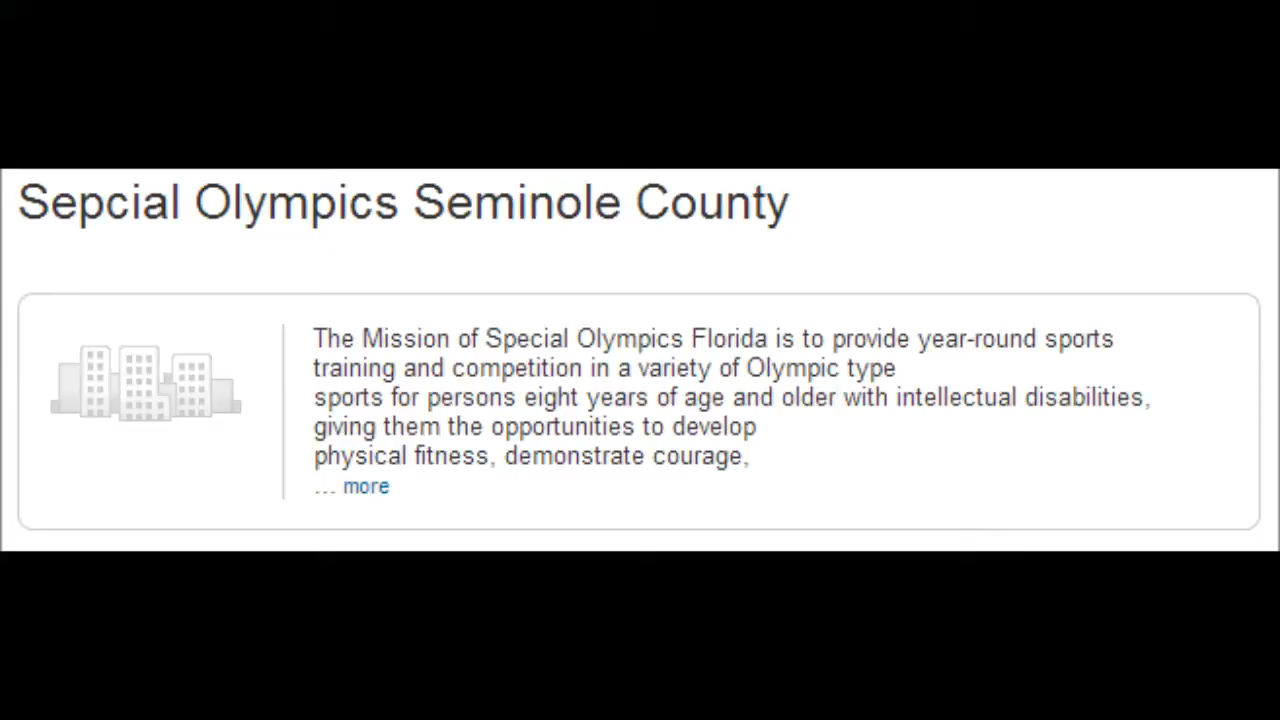 Sepcial Olympics Seminole County
The Mission of Special Olympics Florida is to provide year-round sports
training and competition in a variety of Olympic type
sports for persons eight years of age and older with intellectual disabilities,
giving them the opportunities to develop
physical fitness, demonstrate courage,
... more